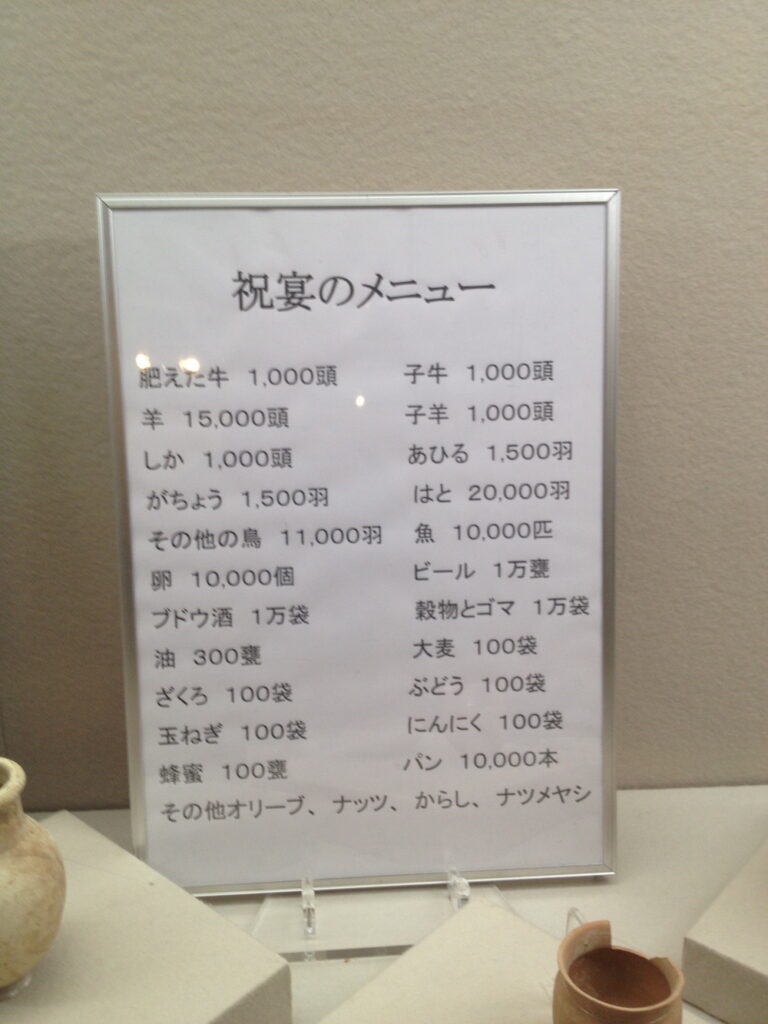 祝宴のメニュー
肥えた牛 1,000頭 子牛 1,000頭
羊 15,000頭 子羊 1,000頭
しか 1,000頭 あひる 1,500羽
がちょう 1,500羽 はと 20,000羽
その他の鳥 11,000羽 魚 10,000匹
卵 10,000個 ビール 1万甕
ブドウ酒 1万袋 穀物とゴマ 1万袋
油 300甕 大麦 100袋
ざくろ 100袋 ぶどう 100袋
玉ねぎ 100袋 にんにく 100袋
蜂蜜 100甕 パン 10,000本
その他オリーブ、ナッツ、からし、ナツメヤシ